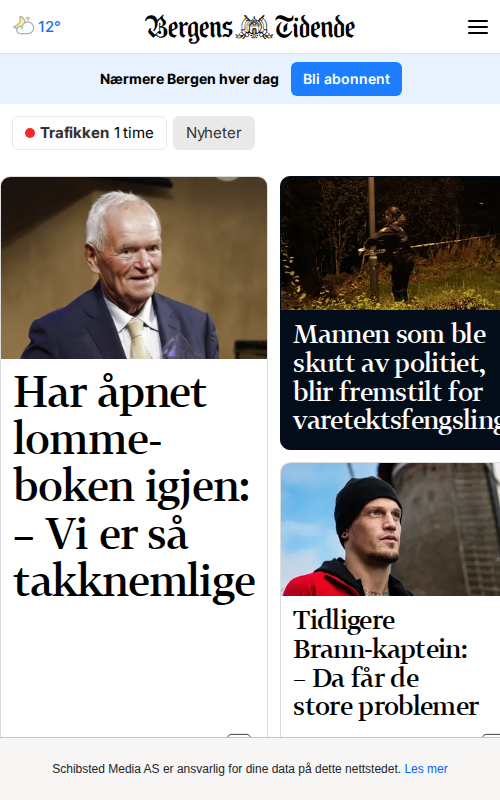 12°
Bergens Tidende
Nærmere Bergen hver dag
Bli abonnent
Trafikken 1 time
Nyheter
Har åpnet
lomme-
boken igjen:
– Vi er så
takknemlige
Mannen som ble
skutt av politiet,
blir fremstilt for
varetektsfengsling
Tidligere
Brann-kaptein:
– Da får de
store problemer
Schibsted Media AS er ansvarlig for dine data på dette nettstedet. Les mer